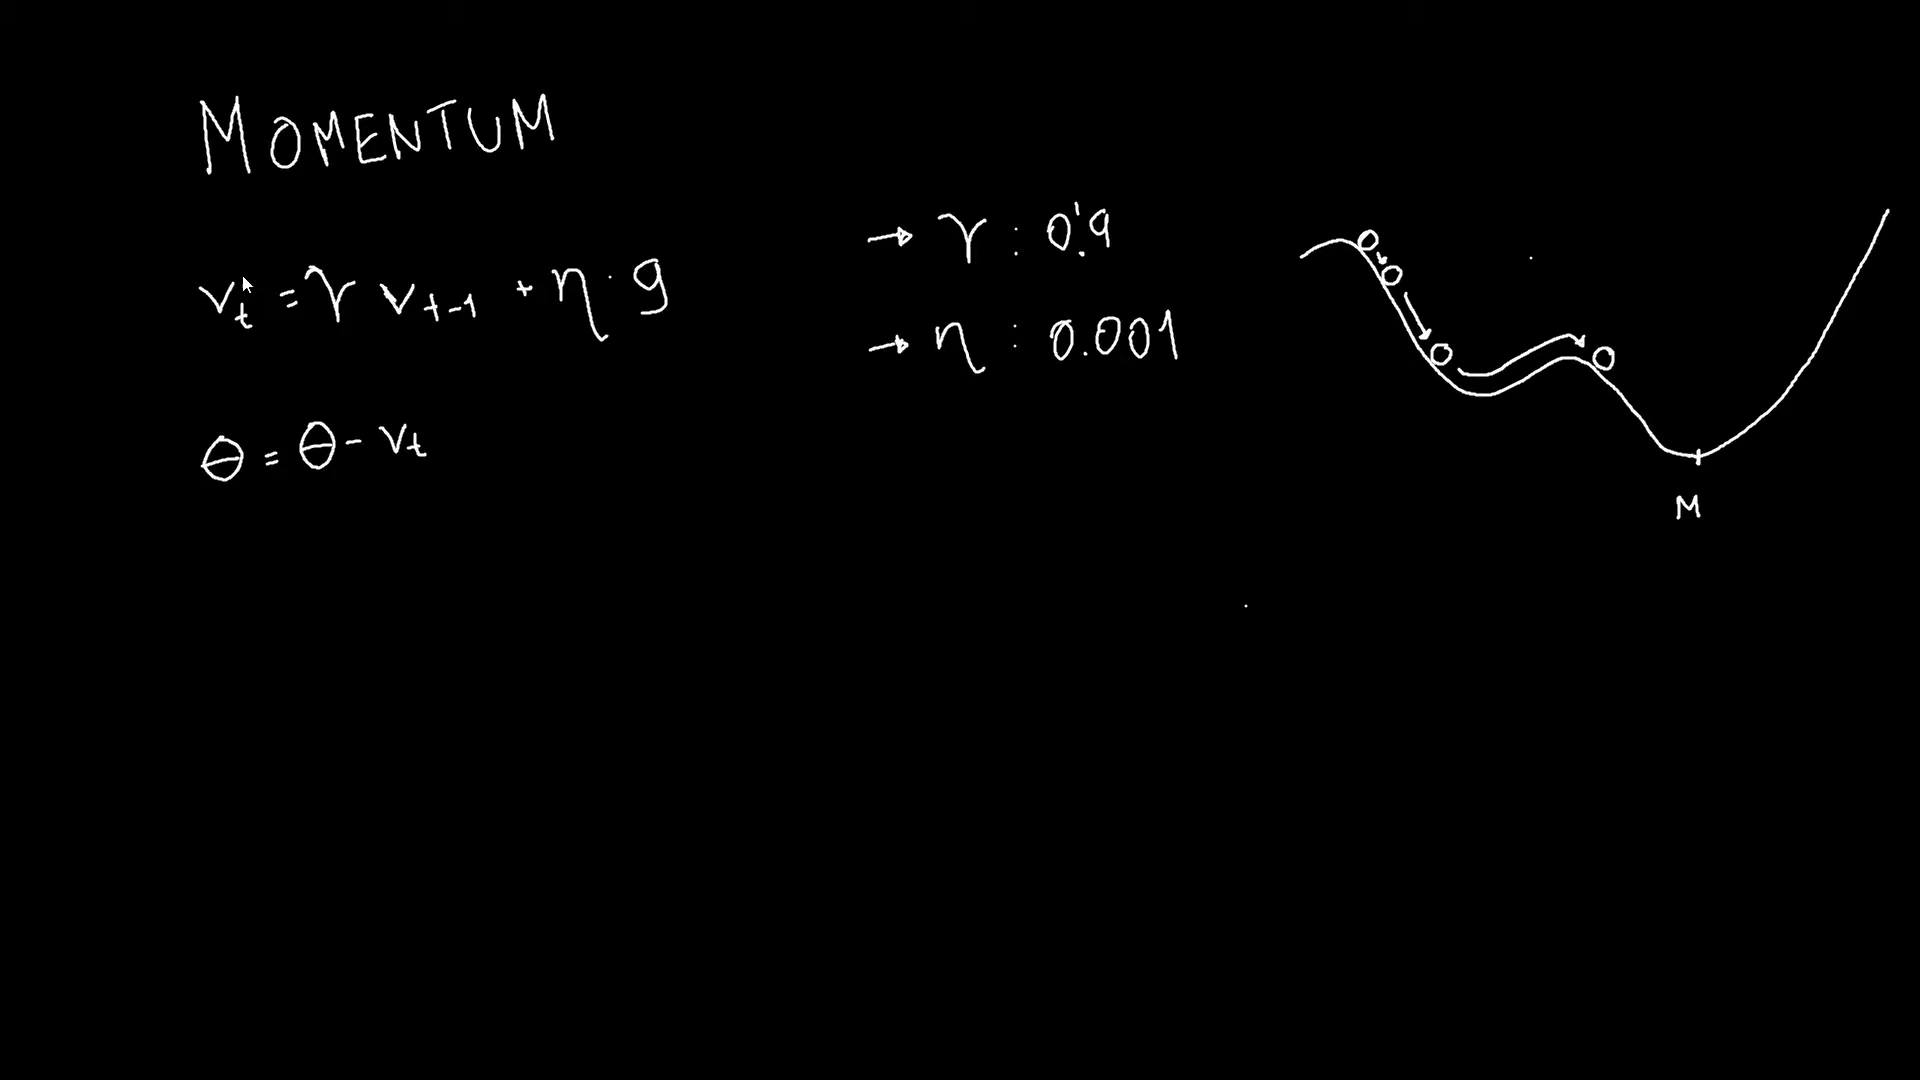 MOMENTUM
→ γ : 0.9
v_t = γ v_{t-1} + η · g
→ η : 0.001
θ = θ - v_t
M